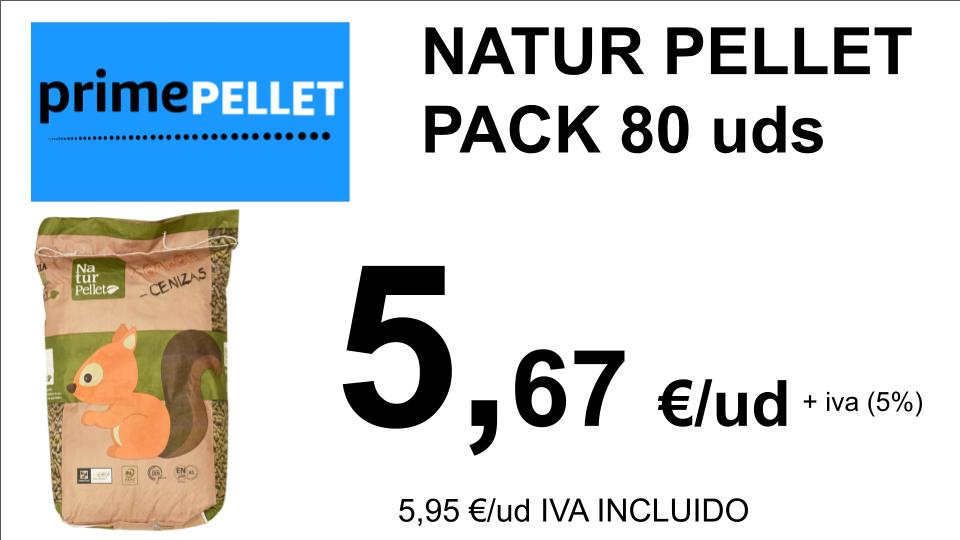 primePELLET
NATUR PELLET
PACK 80 uds
Na
tur
Pellet
- CENIZAS
5,67 €/ud + iva (5%)
EN
5,95 €/ud IVA INCLUIDO